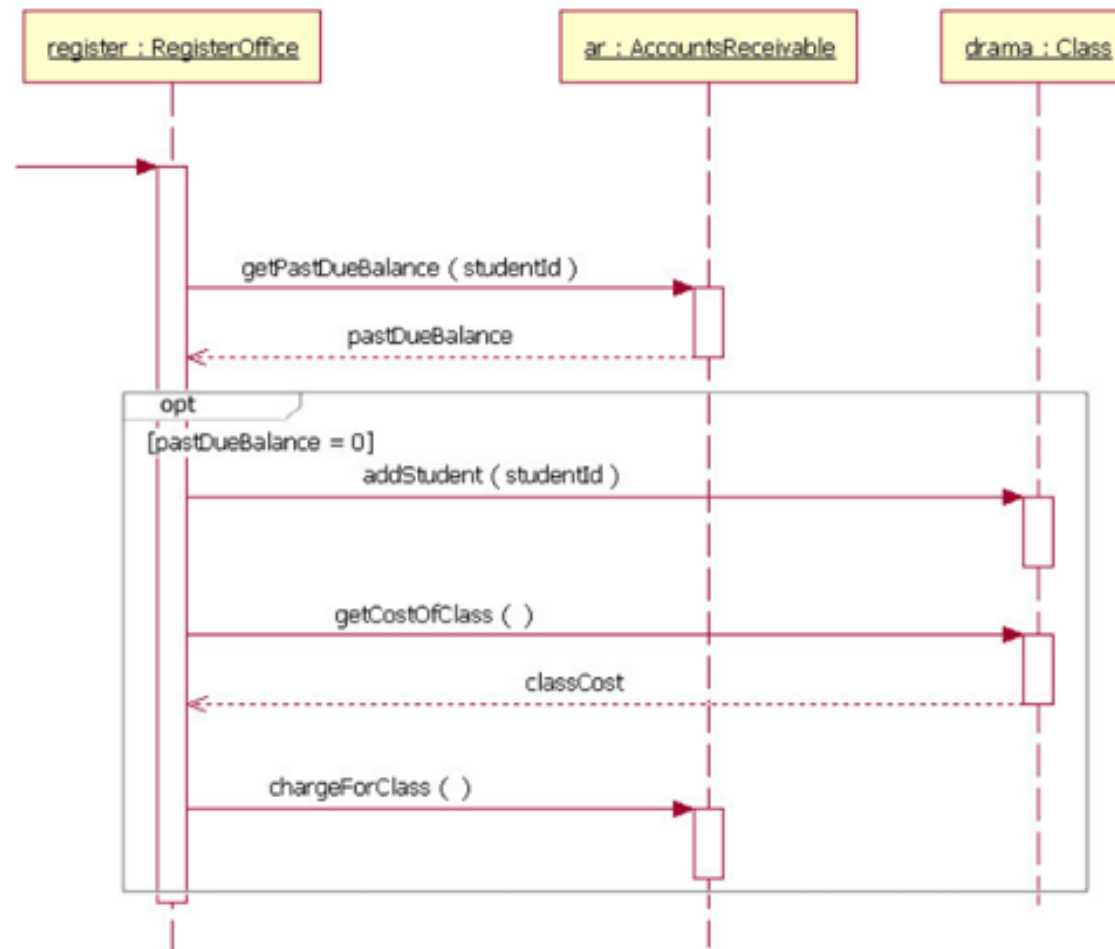 register : RegisterOffice
ar : AccountsReceivable
drama : Class
getPastDueBalance ( studentId )
pastDueBalance
opt
[pastDueBalance = 0]
addStudent ( studentId )
getCostOfClass ( )
classCost
chargeForClass ( )